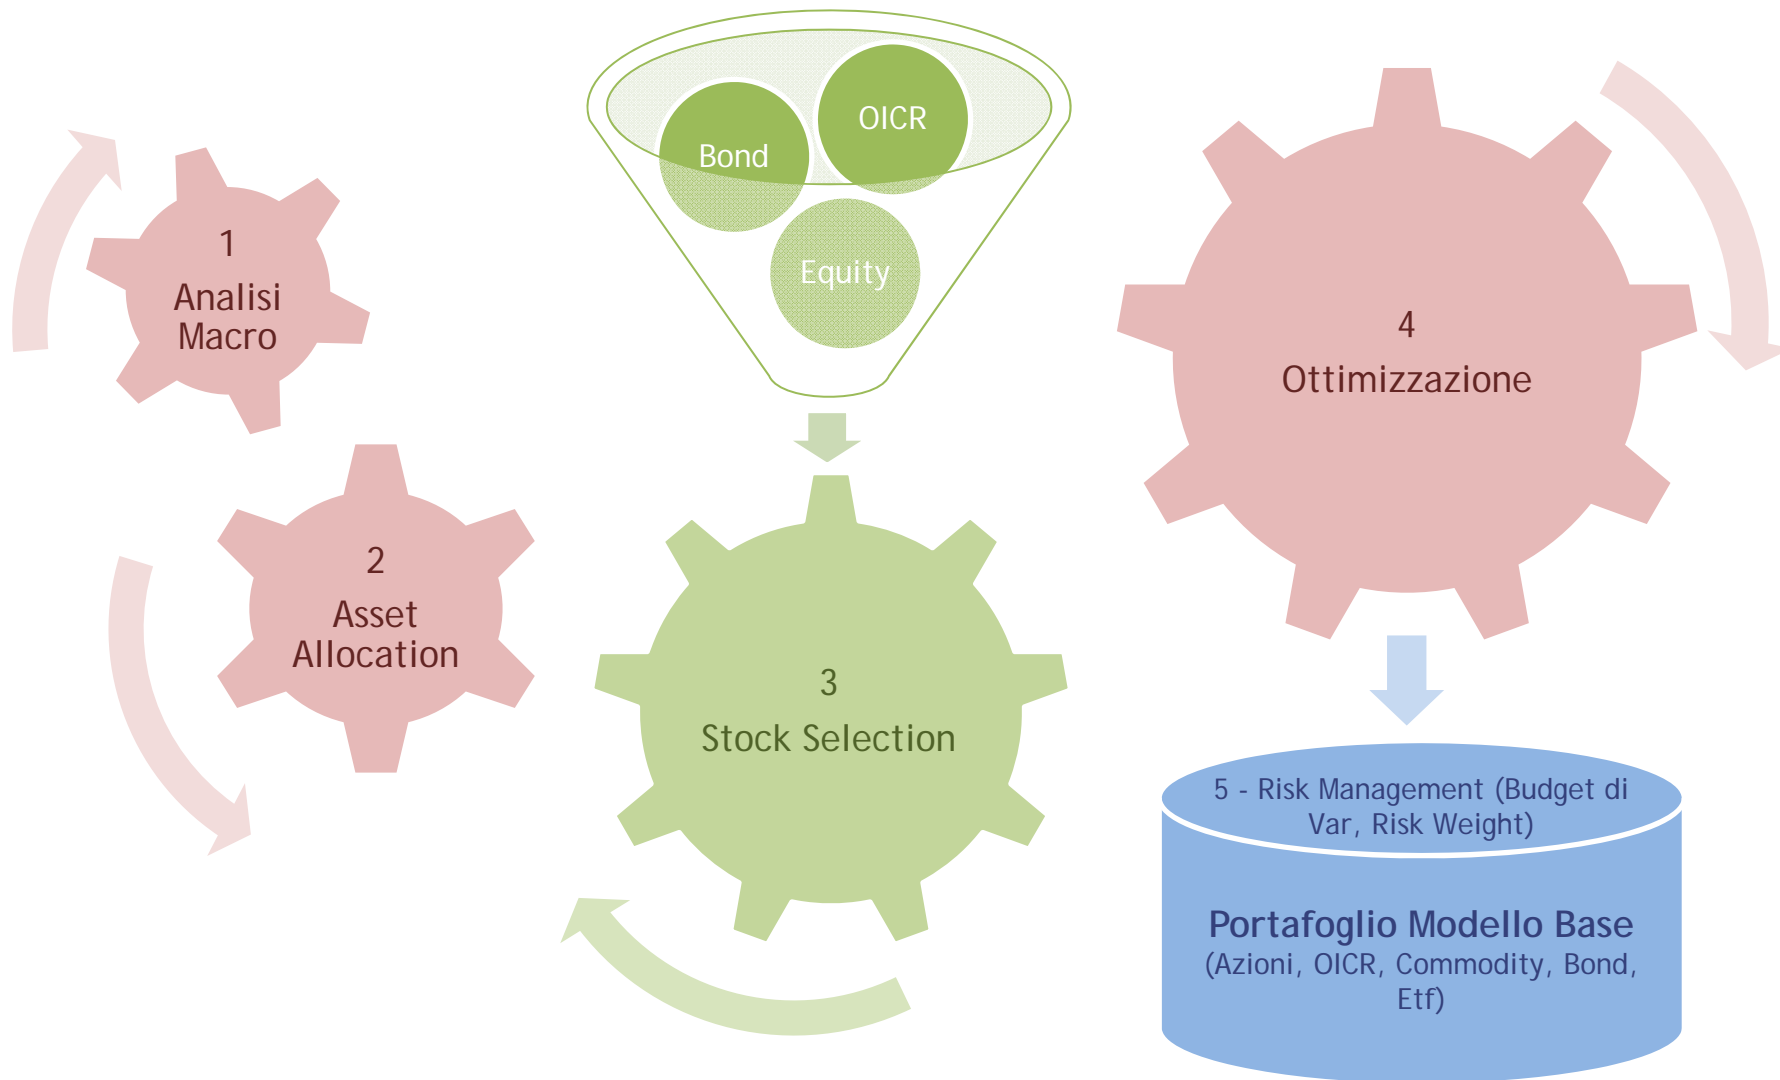 1
Analisi
Macro
2
Asset
Allocation
Bond
OICR
Equity
3
Stock Selection
4
Ottimizzazione
5 - Risk Management (Budget di
Var, Risk Weight)
Portafoglio Modello Base
(Azioni, OICR, Commodity, Bond,
Etf)